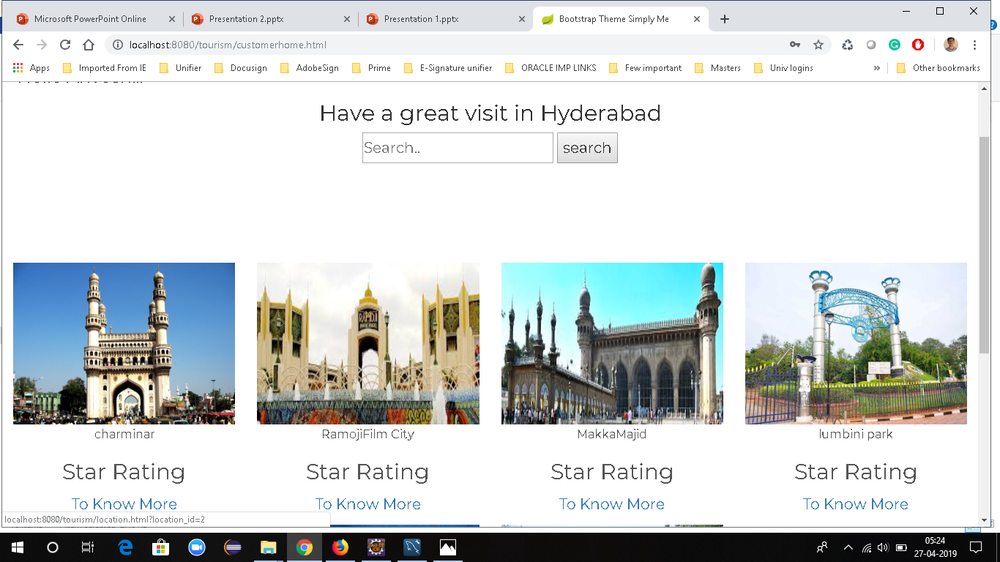 Microsoft PowerPoint Online
Presentation 2.pptx
Presentation 1.pptx
Bootstrap Theme Simply Me
localhost:8080/tourism/customerhome.html
Apps
Imported From IE
Unifier
Docusign
AdobeSign
Prime
E-Signature unifier
ORACLE IMP LINKS
Few important
Masters
Univ logins
»
Other bookmarks
Have a great visit in Hyderabad
Search..
search
RAMOJI
charminar
RamojiFilm City
MakkaMajid
lumbini park
Star Rating
Star Rating
Star Rating
Star Rating
To Know More
To Know More
To Know More
To Know More
localhost:8080/tourism/location.html?location_id=2
05:24
27-04-2019